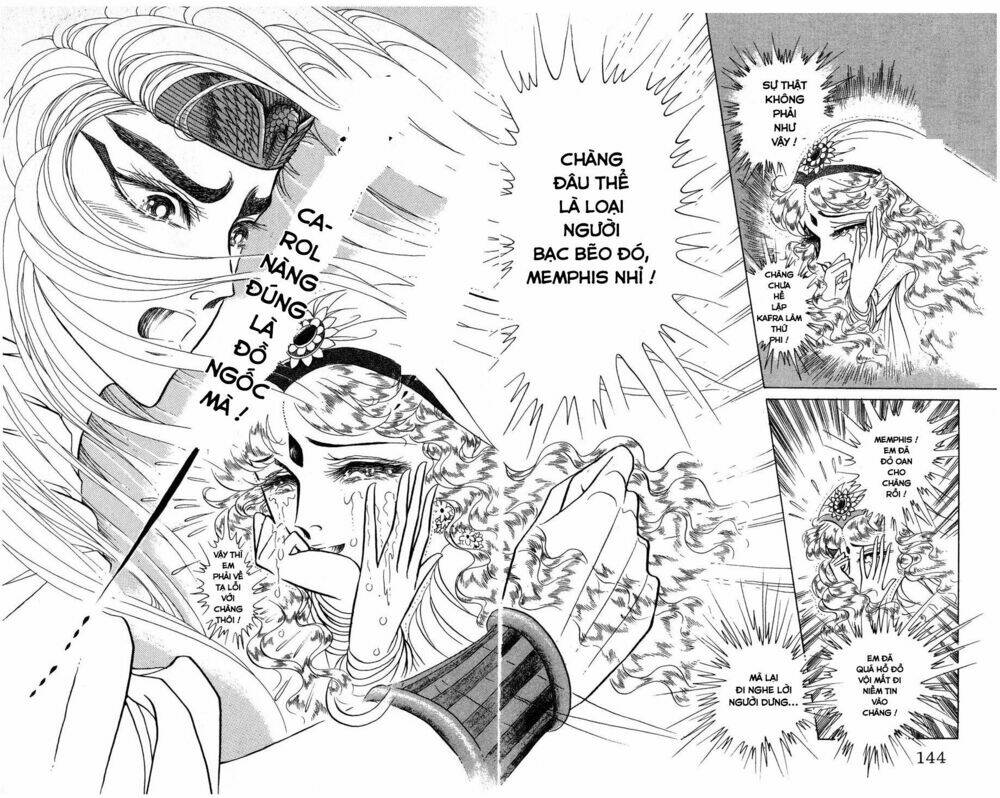 SỰ THẬT
KHÔNG
PHẢI
NHƯ
VẬY !
CHÀNG
CHƯA
HỀ
LẬP
KAFRA LÀM
THỨ
PHI !
MEMPHIS !
EM ĐÃ
ĐỔ OAN
CHO
CHÀNG
RỒI !
EM ĐÃ
QUÁ HỒ ĐỒ
VỘI MẤT ĐI
NIỀM TIN
VÀO
CHÀNG !
MÀ LẠI
ĐI NGHE LỜI
NGƯỜI DƯNG...
CHÀNG
ĐÂU THỂ
LÀ LOẠI
NGƯỜI
BẠC BẼO ĐÓ,
MEMPHIS NHỈ !
VẬY THÌ
EM
PHẢI VỀ
TẠ LỖI
VỚI
CHÀNG
THÔI !
CA-
ROL
NÀNG
ĐÚNG
LÀ
ĐỒ
NGỐC
MÀ !
144